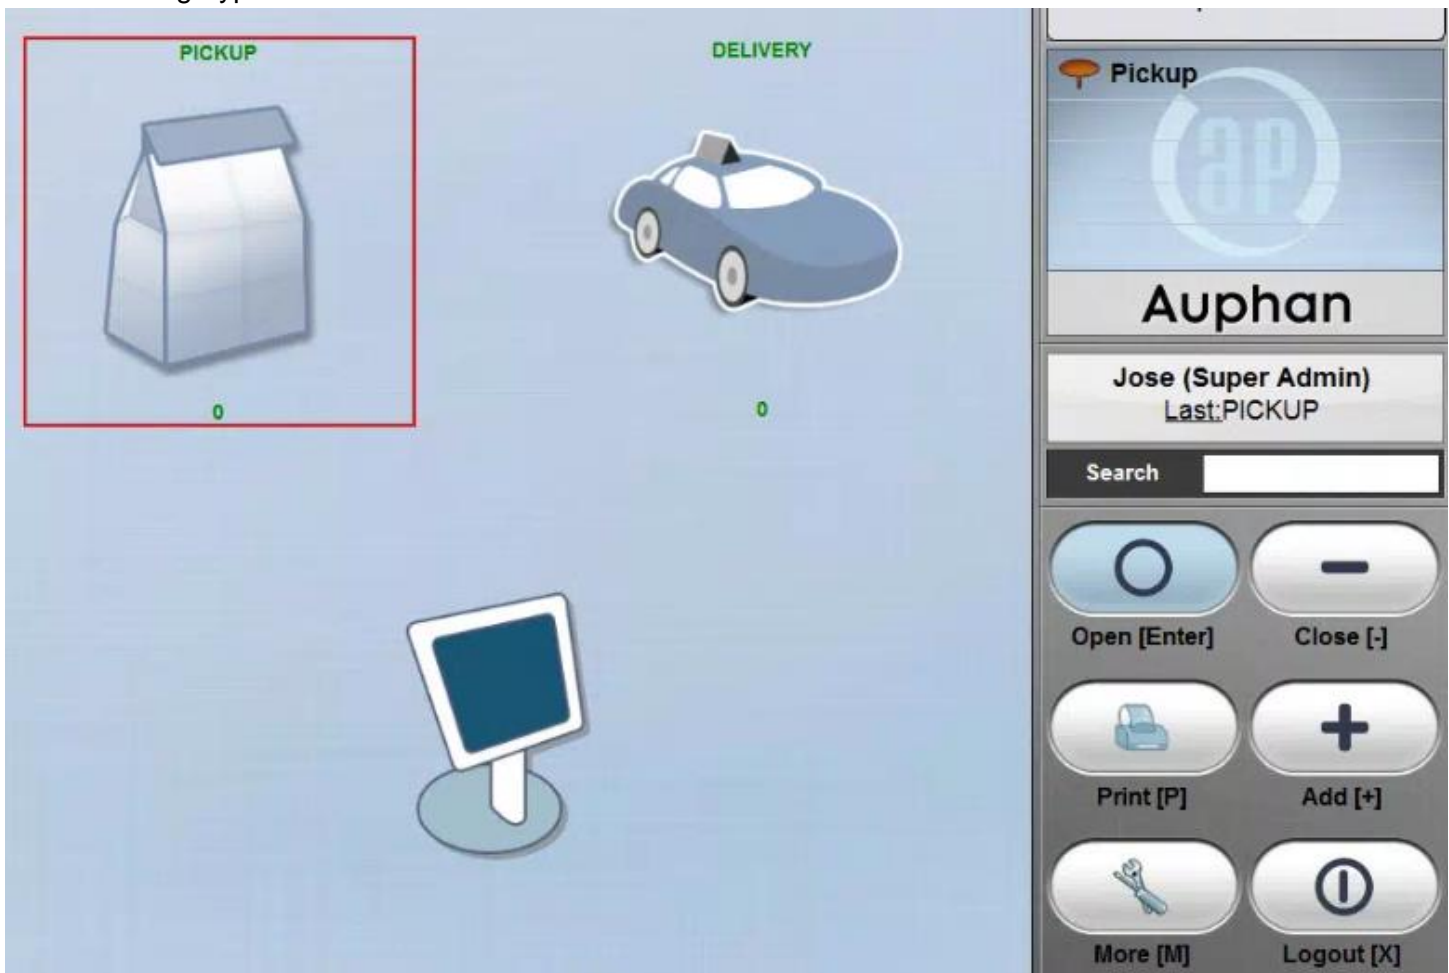 PICKUP
DELIVERY
0
0
Pickup
ap
Auphan
Jose (Super Admin)
Last:PICKUP
Search
Open [Enter]
Close [-]
Print [P]
Add [+]
More [M]
Logout [X]